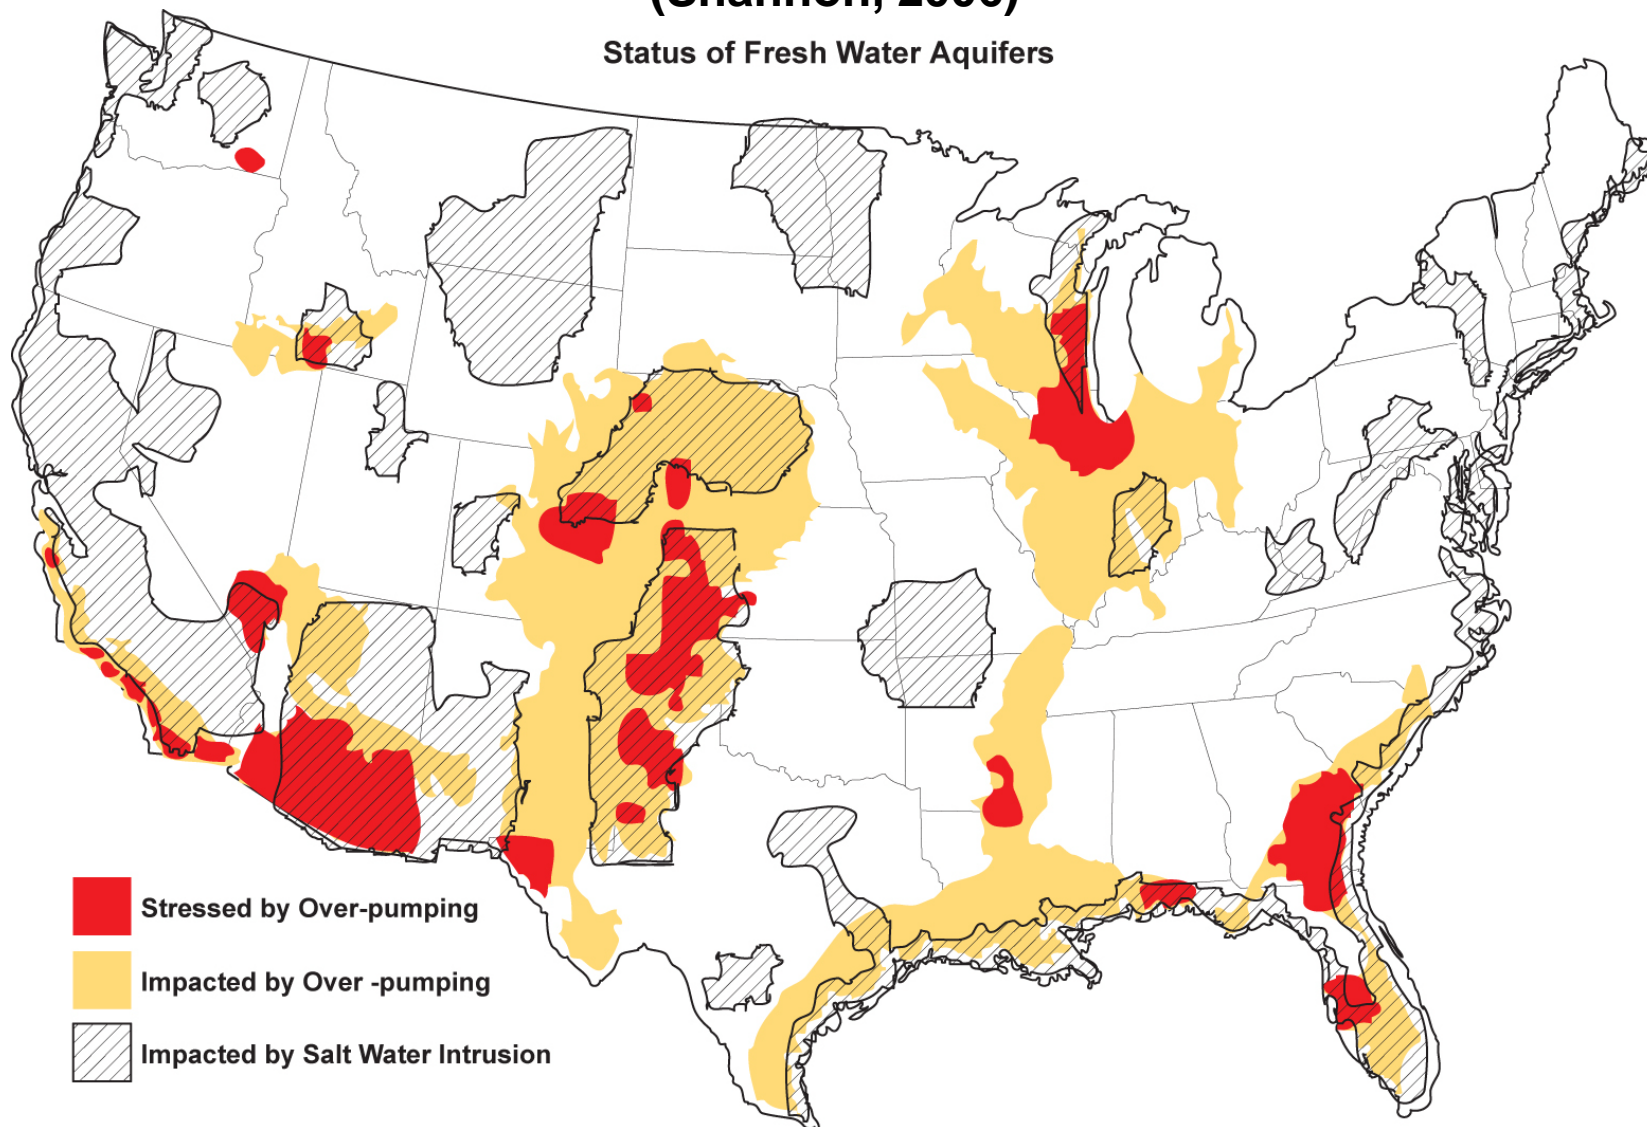 Status of Fresh Water Aquifers
Stressed by Over-pumping
Impacted by Over -pumping
Impacted by Salt Water Intrusion